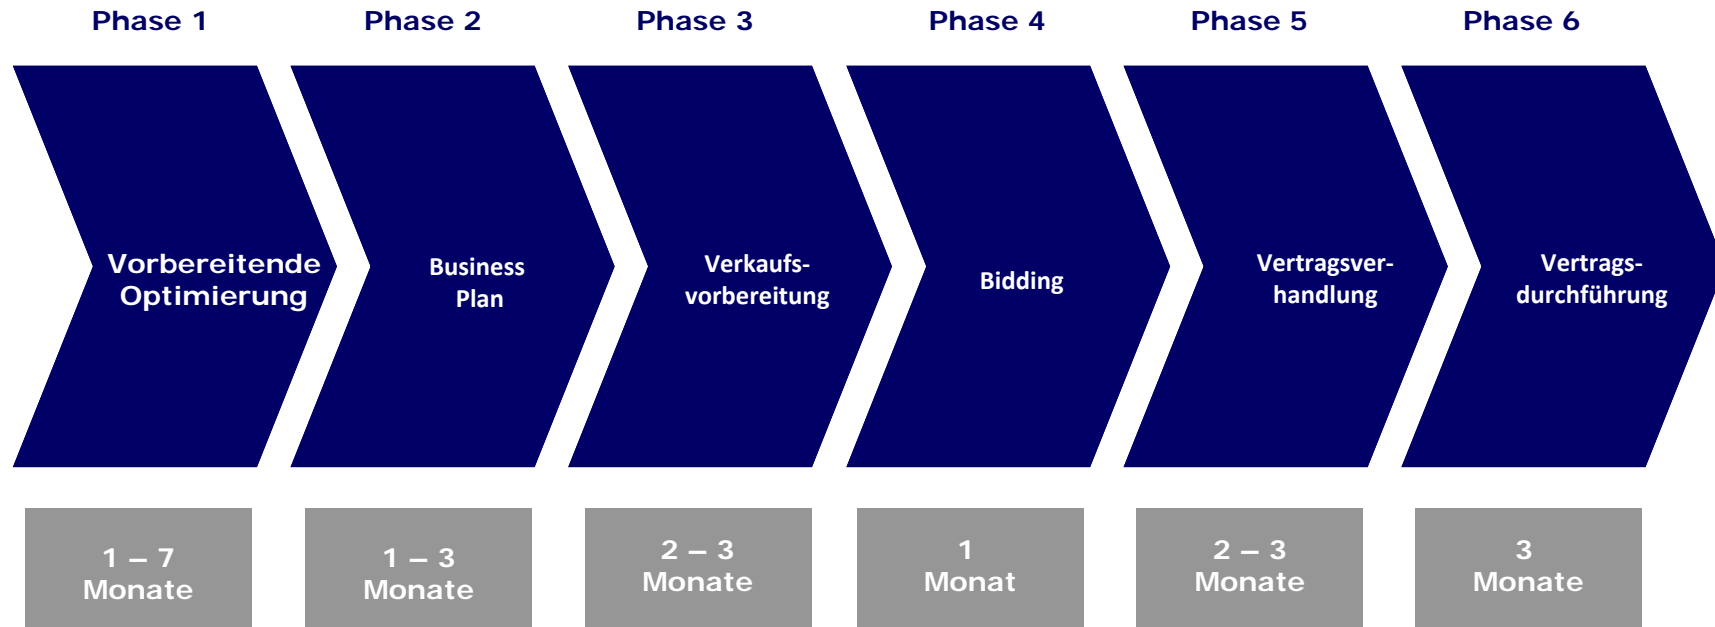 Phase 1
Phase 2
Phase 3
Phase 4
Phase 5
Phase 6
Vorbereitende
Optimierung
Business
Plan
Verkaufs-
vorbereitung
Bidding
Vertragsver-
handlung
Vertrags-
durchführung
1 – 7
Monate
1 – 3
Monate
2 – 3
Monate
1
Monat
2 – 3
Monate
3
Monate